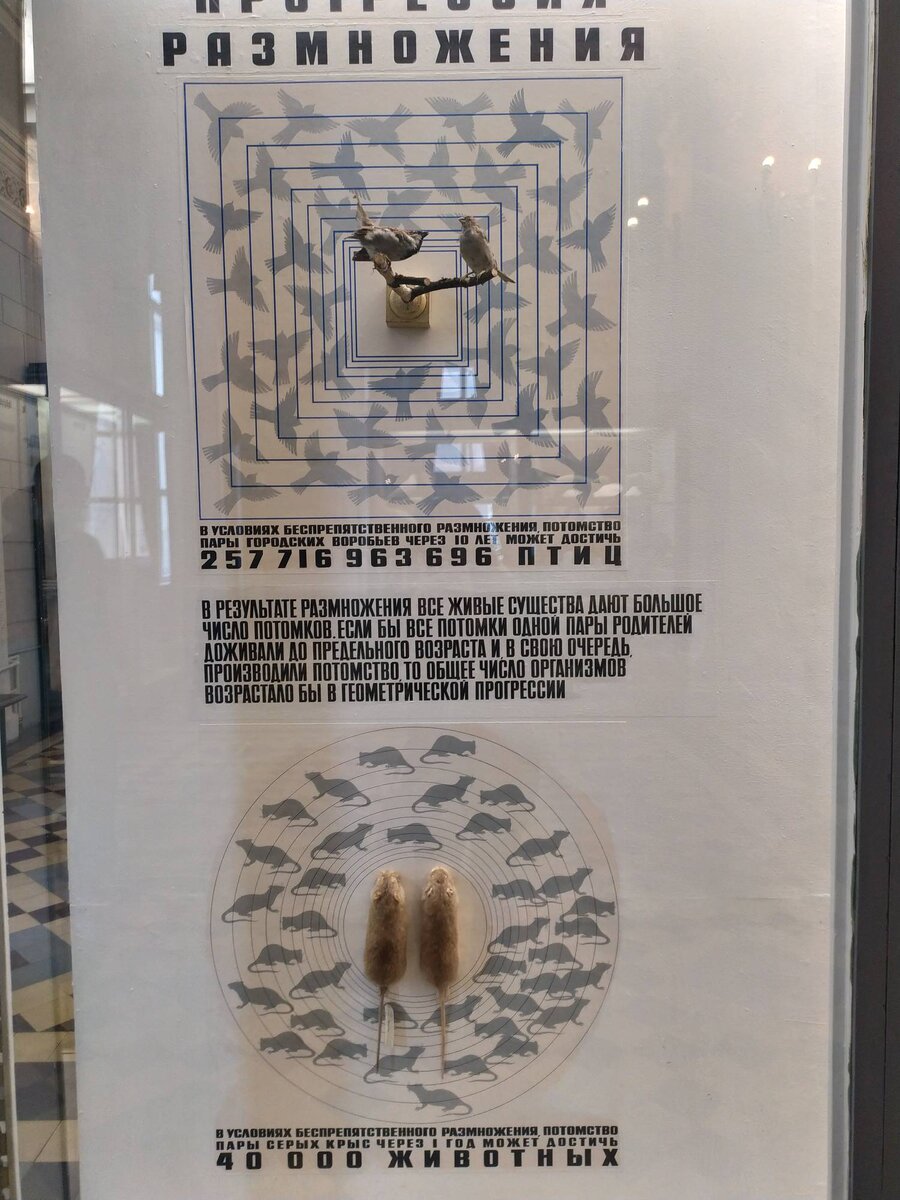 ПРОГРЕССИЯ
РАЗМНОЖЕНИЯ
В УСЛОВИЯХ БЕСПРЕПЯТСТВЕННОГО РАЗМНОЖЕНИЯ, ПОТОМСТВО
ПАРЫ ГОРОДСКИХ ВОРОБЬЕВ ЧЕРЕЗ 10 ЛЕТ МОЖЕТ ДОСТИЧЬ
257 716 963 696 ПТИЦ
В РЕЗУЛЬТАТЕ РАЗМНОЖЕНИЯ ВСЕ ЖИВЫЕ СУЩЕСТВА ДАЮТ БОЛЬШОЕ
ЧИСЛО ПОТОМКОВ. ЕСЛИ БЫ ВСЕ ПОТОМКИ ОДНОЙ ПАРЫ РОДИТЕЛЕЙ
ДОЖИВАЛИ ДО ПРЕДЕЛЬНОГО ВОЗРАСТА И, В СВОЮ ОЧЕРЕДЬ,
ПРОИЗВОДИЛИ ПОТОМСТВО, ТО ОБЩЕЕ ЧИСЛО ОРГАНИЗМОВ
ВОЗРАСТАЛО БЫ В ГЕОМЕТРИЧЕСКОЙ ПРОГРЕССИИ
В УСЛОВИЯХ БЕСПРЕПЯТСТВЕННОГО РАЗМНОЖЕНИЯ, ПОТОМСТВО
ПАРЫ СЕРЫХ КРЫС ЧЕРЕЗ 1 ГОД МОЖЕТ ДОСТИЧЬ
40 000 ЖИВОТНЫХ